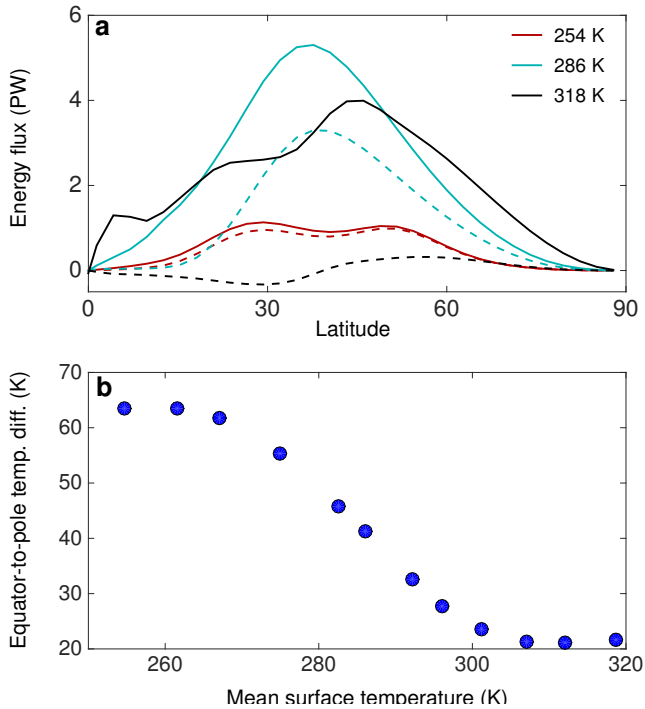 a
Energy flux (PW)
6
4
2
0
254 K
286 K
318 K
0
30
60
90
Latitude
b
Equator-to-pole temp. diff. (K)
70
60
50
40
30
20
260
280
300
320
Mean surface temperature (K)